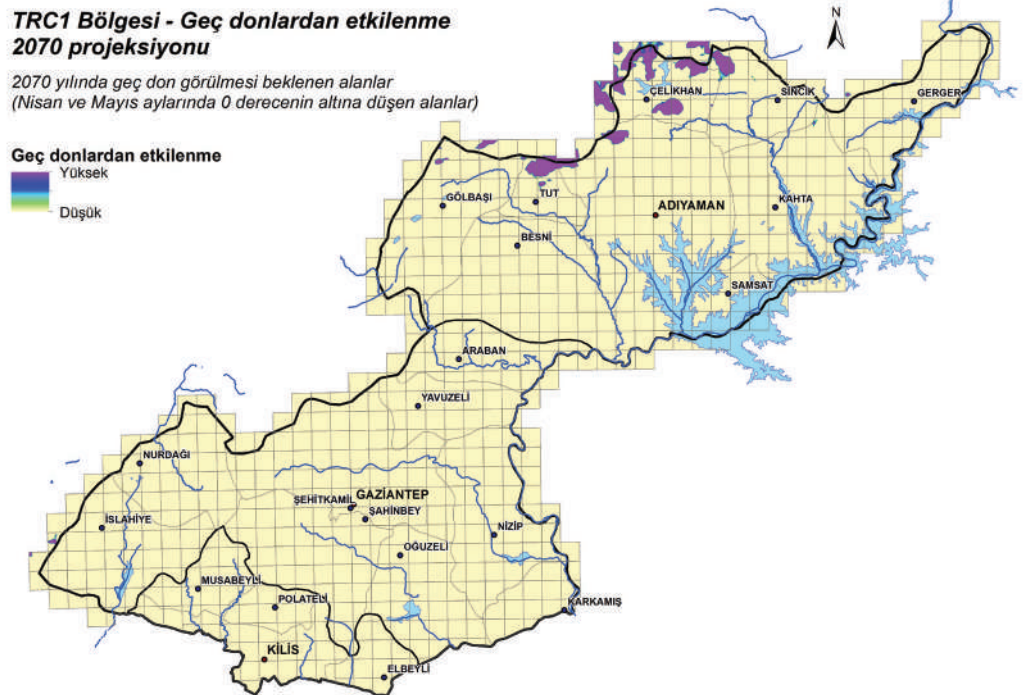 TRC1 Bölgesi - Geç donlardan etkilenme
2070 projeksiyonu
2070 yılında geç don görülmesi beklenen alanlar
(Nisan ve Mayıs aylarında 0 derecenin altına düşen alanlar)
Geç donlardan etkilenme
Yüksek
Düşük
N
ÇELİKHAN
SİNCİK
GERGER
GÖLBAŞI
TUT
ADIYAMAN
KAHTA
BESNİ
SAMSAT
ARABAN
YAVUZELİ
NURDAĞI
ŞEHİTKAMİL
GAZİANTEP
ŞAHİNBEY
İSLAHİYE
NİZİP
OĞUZELİ
MUSABEYLİ
POLATELİ
KARKAMIŞ
KİLİS
ELBEYLİ